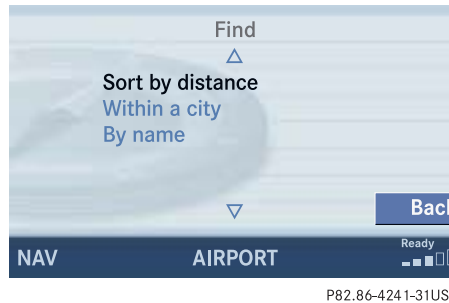 Find
Sort by distance
Within a city
By name
Bac
NAV
AIRPORT
Ready
P82.86-4241-31US